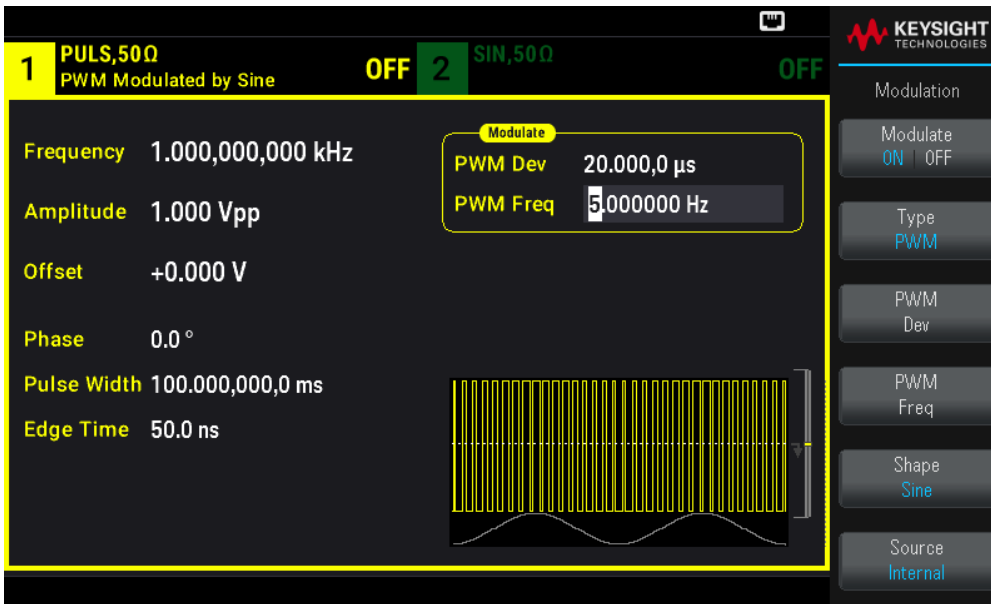 KEYSIGHT
TECHNOLOGIES
1 PULS,50Ω OFF
PWM Modulated by Sine
2 SIN,50Ω OFF
Modulation
Frequency 1.000,000,000 kHz
Amplitude 1.000 Vpp
Offset +0.000 V
Phase 0.0 °
Pulse Width 100.000,000,0 ms
Edge Time 50.0 ns
Modulate
PWM Dev 20.000,0 µs
PWM Freq 5.000000 Hz
Modulate
ON | OFF
Type
PWM
PWM
Dev
PWM
Freq
Shape
Sine
Source
Internal